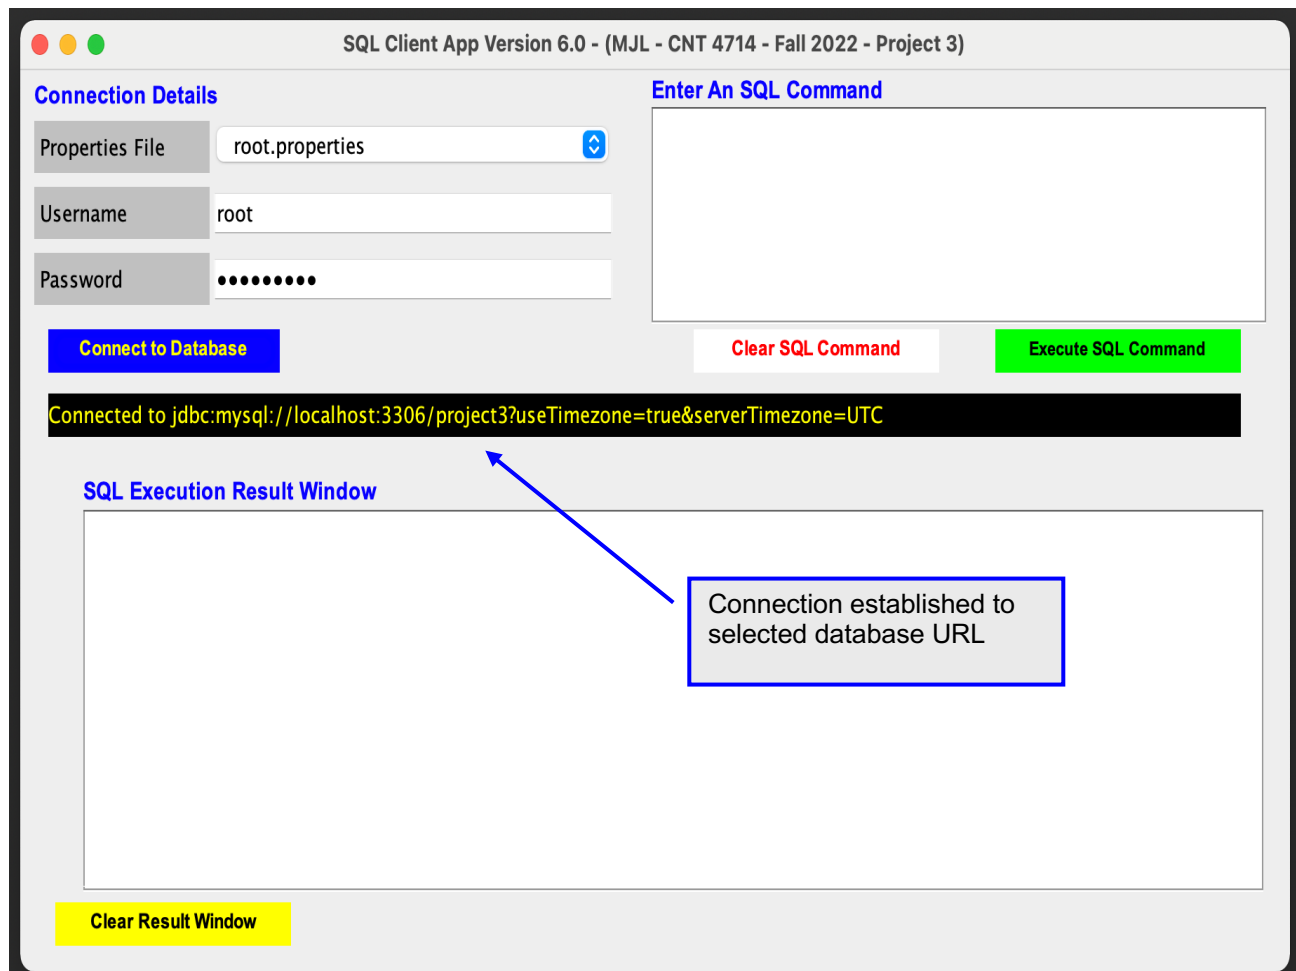 SQL Client App Version 6.0 - (MJL - CNT 4714 - Fall 2022 - Project 3)
Connection Details
Properties File
root.properties
Username
root
Password
•••••••••
Connect to Database
Enter An SQL Command
Clear SQL Command
Execute SQL Command
Connected to jdbc:mysql://localhost:3306/project3?useTimezone=true&serverTimezone=UTC
SQL Execution Result Window
Connection established to
selected database URL
Clear Result Window